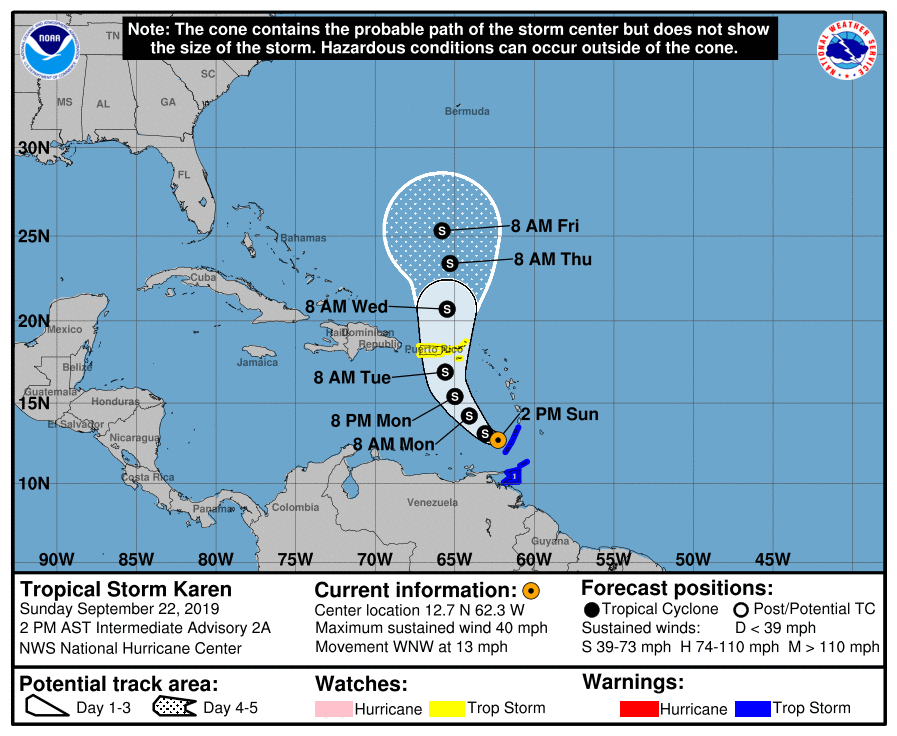 Note: The cone contains the probable path of the storm center but does not show
the size of the storm. Hazardous conditions can occur outside of the cone.
NOAA
NATIONAL WEATHER SERVICE
TN
SC
MS
AL
GA
Bermuda
30N
FL
8 AM Fri
25N
Bahamas
8 AM Thu
Cuba
8 AM Wed
20N
Mexico
Haiti
Dominican
Republic
Puerto Rico
Jamaica
Belize
8 AM Tue
Guatemala
Honduras
15N
2 PM Sun
8 PM Mon
El Salvador
Nicaragua
8 AM Mon
Costa Rica
10N
Panama
Colombia
Venezuela
Guyana
S
S
S
S
S
S
S
90W 85W 80W 75W 70W 65W 60W 55W 50W 45W
Tropical Storm Karen
Sunday September 22, 2019
2 PM AST Intermediate Advisory 2A
NWS National Hurricane Center
Current information:
Center location 12.7 N 62.3 W
Maximum sustained wind 40 mph
Movement WNW at 13 mph
Forecast positions:
Tropical Cyclone Post/Potential TC
Sustained winds: D < 39 mph
S 39-73 mph H 74-110 mph M > 110 mph
Potential track area:
Day 1-3 Day 4-5
Watches:
Hurricane Trop Storm
Warnings:
Hurricane Trop Storm